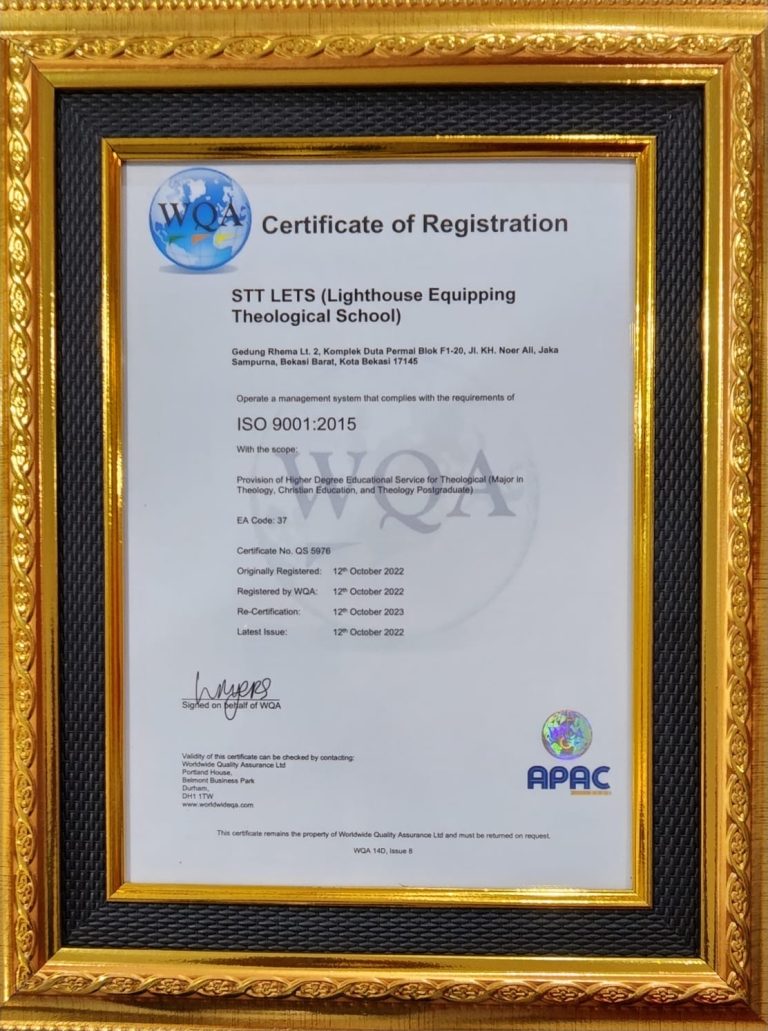 WQA
Certificate of Registration
STT LETS (Lighthouse Equipping
Theological School)
Gedung Rhema Lt. 2, Komplek Duta Permai Blok F1-20, Jl. KH. Noer Ali, Jaka
Sampurna, Bekasi Barat, Kota Bekasi 17145
Operate a management system that complies with the requirements of
ISO 9001:2015
With the scope:
WQA
Provision of Higher Degree Educational Service for Theological (Major in
Theology, Christian Education, and Theology Postgraduate)
EA Code: 37
Certificate No. QS 5976
Originally Registered: 12th October 2022
Registered by WQA: 12th October 2022
Re-Certification: 12th October 2023
Latest Issue: 12th October 2022
Signed on behalf of WQA
Validity of this certificate can be checked by contacting:
Worldwide Quality Assurance Ltd
Portland House,
Belmont Business Park
Durham,
DH1 1TW
www.worldwideqa.com
WQA
APAC
This certificate remains the property of Worldwide Quality Assurance Ltd and must be returned on request.
WQA 14D, Issue 8